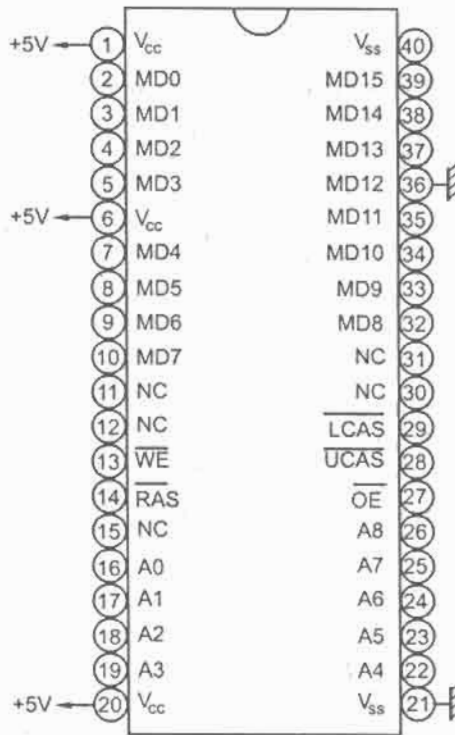 +5V 1 Vcc Vss 40
2 MD0 MD15 39
3 MD1 MD14 38
4 MD2 MD13 37
5 MD3 MD12 36
+5V 6 Vcc MD11 35
7 MD4 MD10 34
8 MD5 MD9 33
9 MD6 MD8 32
10 MD7 NC 31
11 NC NC 30
12 NC LCAS 29
13 WE UCAS 28
14 RAS OE 27
15 NC A8 26
16 A0 A7 25
17 A1 A6 24
18 A2 A5 23
19 A3 A4 22
+5V 20 Vcc Vss 21